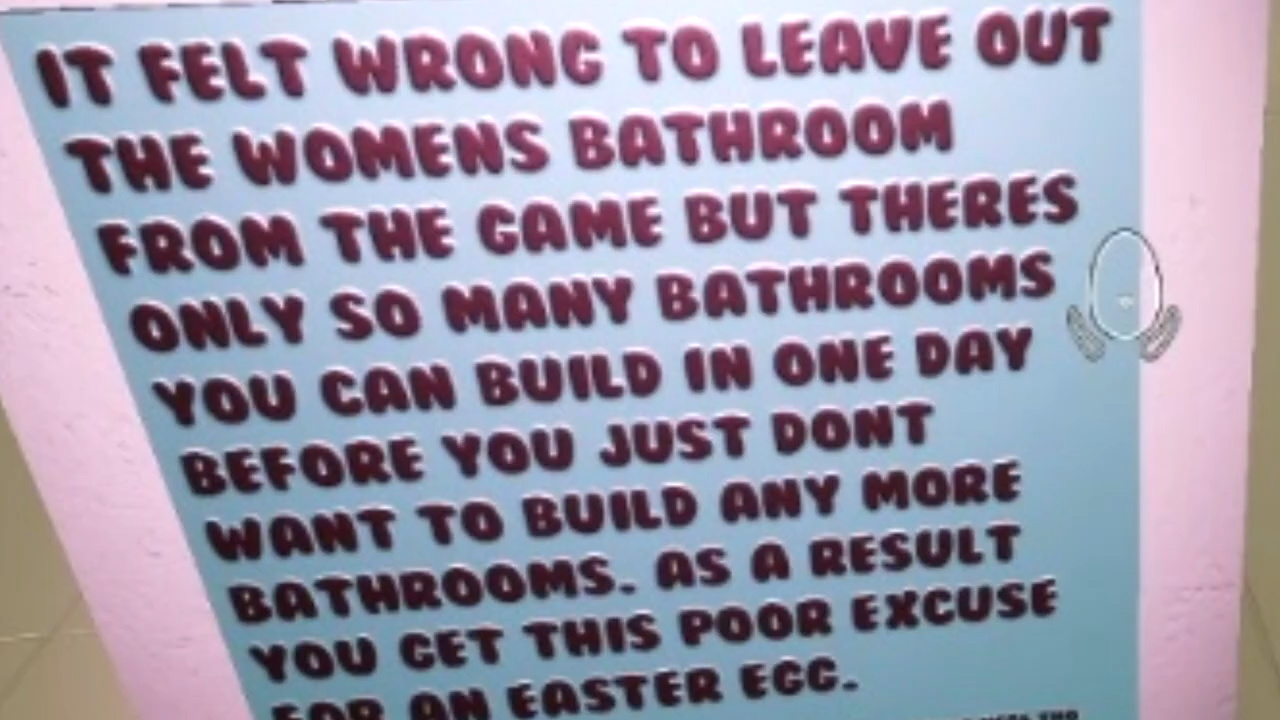 IT FELT WRONG TO LEAVE OUT
THE WOMENS BATHROOM
FROM THE GAME BUT THERES
ONLY SO MANY BATHROOMS
YOU CAN BUILD IN ONE DAY
BEFORE YOU JUST DONT
WANT TO BUILD ANY MORE
BATHROOMS. AS A RESULT
YOU GET THIS POOR EXCUSE
FOR AN EASTER EGG.